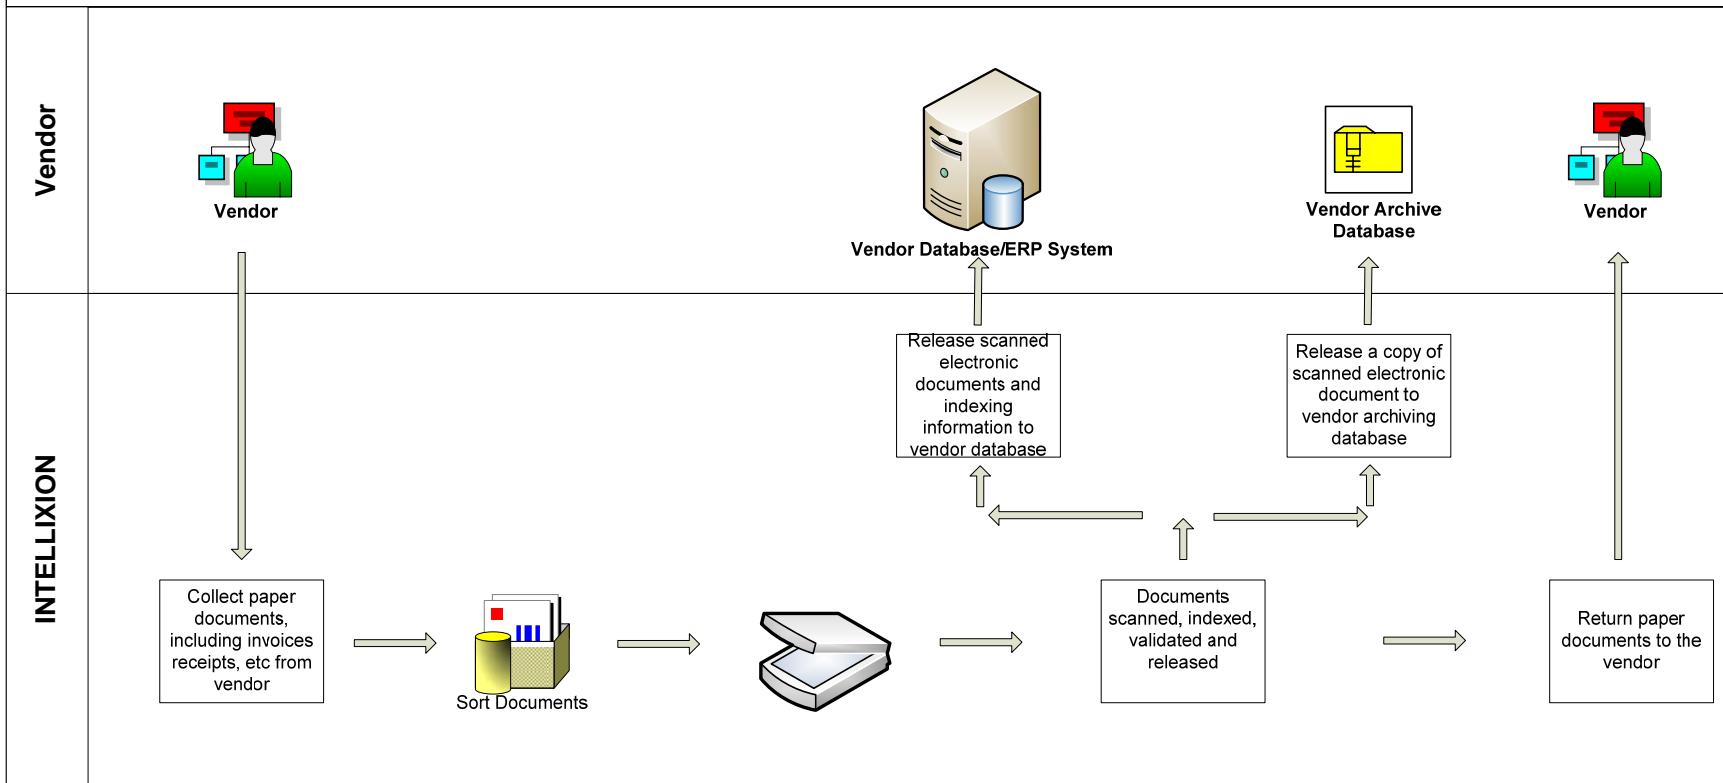 Vendor
Vendor
Vendor Database/ERP System
Vendor Archive
Database
Vendor
INTELLIXION
Release scanned
electronic
documents and
indexing
information to
vendor database
Release a copy of
scanned electronic
document to
vendor archiving
database
Collect paper
documents,
including invoices
receipts, etc from
vendor
Sort Documents
Documents
scanned, indexed,
validated and
released
Return paper
documents to the
vendor